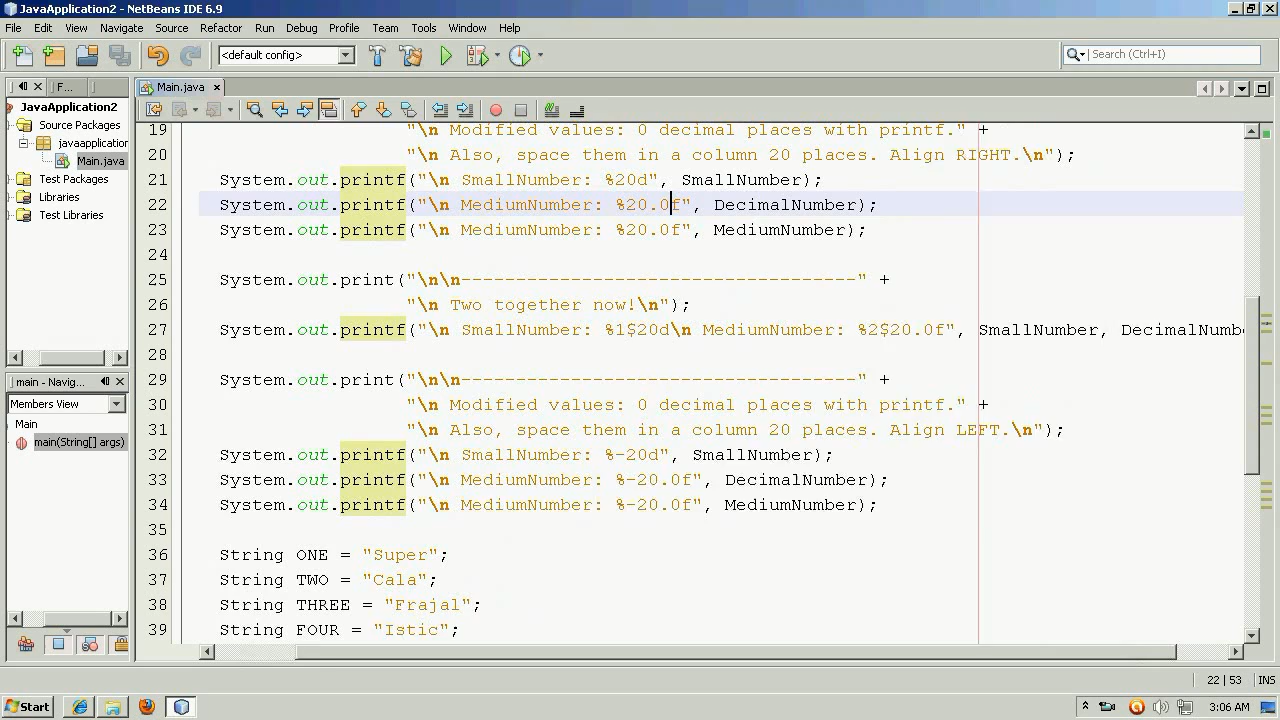 JavaApplication2 - NetBeans IDE 6.9
File Edit View Navigate Source Refactor Run Debug Profile Team Tools Window Help
<default config>
Search (Ctrl+I)
F...
Main.java
JavaApplication2
Source Packages
javaapplication
Main.java
Test Packages
Libraries
Test Libraries
main - Navig...
Members View
Main
main(String[] args)
19 "\n Modified values: 0 decimal places with printf." +
20 "\n Also, space them in a column 20 places. Align RIGHT.\n");
21 System.out.printf("\n SmallNumber: %20d", SmallNumber);
22 System.out.printf("\n MediumNumber: %20.0f", DecimalNumber);
23 System.out.printf("\n MediumNumber: %20.0f", MediumNumber);
24
25 System.out.print("\n\n------------------------------------" +
26 "\n Two together now!\n");
27 System.out.printf("\n SmallNumber: %1$20d\n MediumNumber: %2$20.0f", SmallNumber, DecimalNumbe
28
29 System.out.print("\n\n------------------------------------" +
30 "\n Modified values: 0 decimal places with printf." +
31 "\n Also, space them in a column 20 places. Align LEFT.\n");
32 System.out.printf("\n SmallNumber: %-20d", SmallNumber);
33 System.out.printf("\n MediumNumber: %-20.0f", DecimalNumber);
34 System.out.printf("\n MediumNumber: %-20.0f", MediumNumber);
35
36 String ONE = "Super";
37 String TWO = "Cala";
38 String THREE = "Frajal";
39 String FOUR = "Istic";
22 | 53 INS
Start
3:06 AM